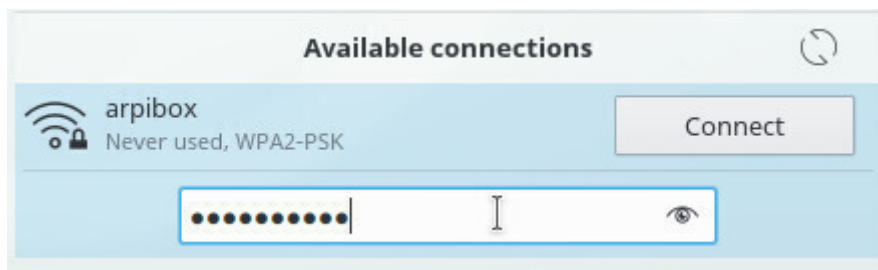 Available connections
arpibox
Never used, WPA2-PSK
Connect
●●●●●●●●●●